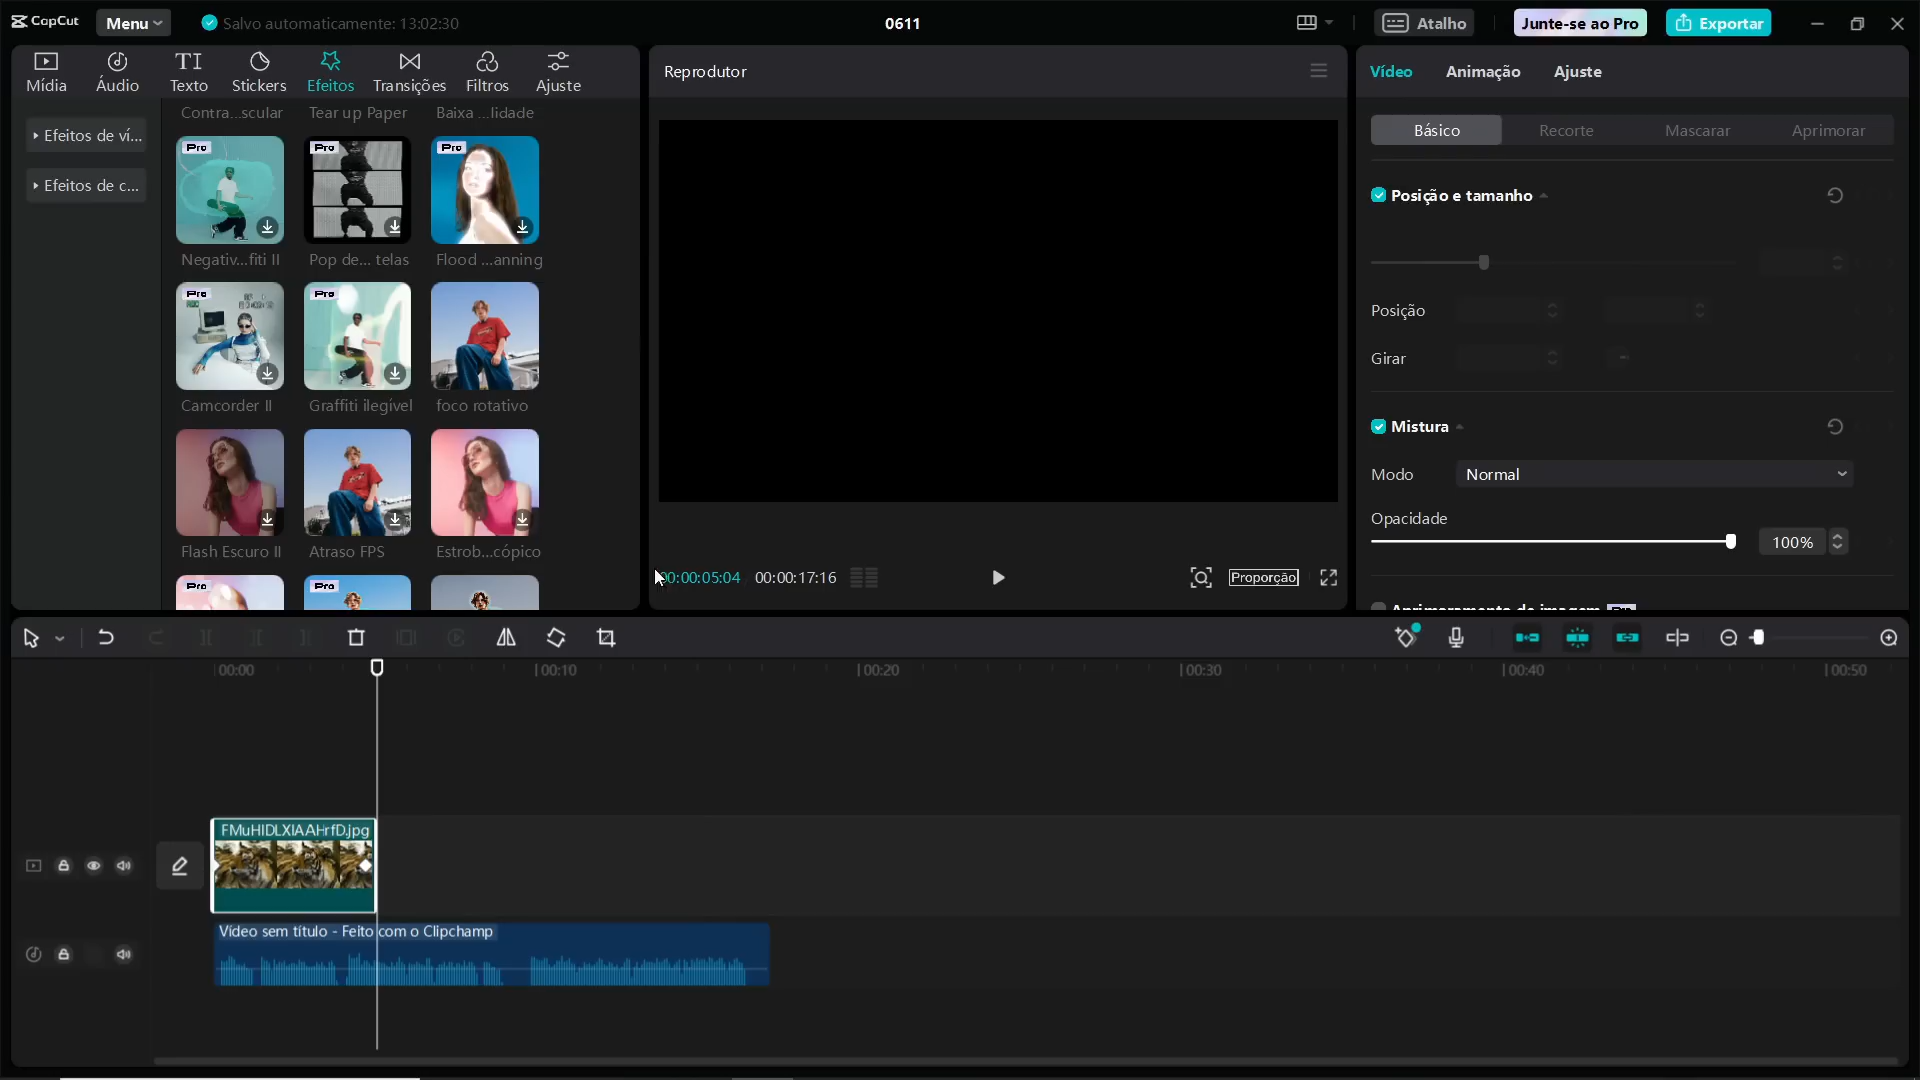 CapCut
Menu
Salvo automaticamente: 13:02:30
0611
Atalho
Junte-se ao Pro
Exportar
Mídia
Áudio
Texto
Stickers
Efeitos
Transições
Filtros
Ajuste
Efeitos de ví...
Efeitos de c...
Contra...scular
Tear up Paper
Baixa ...lidade
Pro
Pro
Pro
Negativ...fiti II
Pop de... telas
Flood ...anning
Pro
Pro
Camcorder II
Graffiti ilegível
foco rotativo
Flash Escuro II
Atraso FPS
Estrob...cópico
Pro
Pro
Reprodutor
00:00:05:04
00:00:17:16
Proporção
Vídeo
Animação
Ajuste
Básico
Recorte
Mascarar
Aprimorar
Posição e tamanho
Posição
Girar
Mistura
Modo
Normal
Opacidade
100%
Aprimoramento de imagem
00:00
00:10
00:20
00:30
00:40
00:50
FMuHIDLXIAAHrfD.jpg
Vídeo sem título - Feito com o Clipchamp